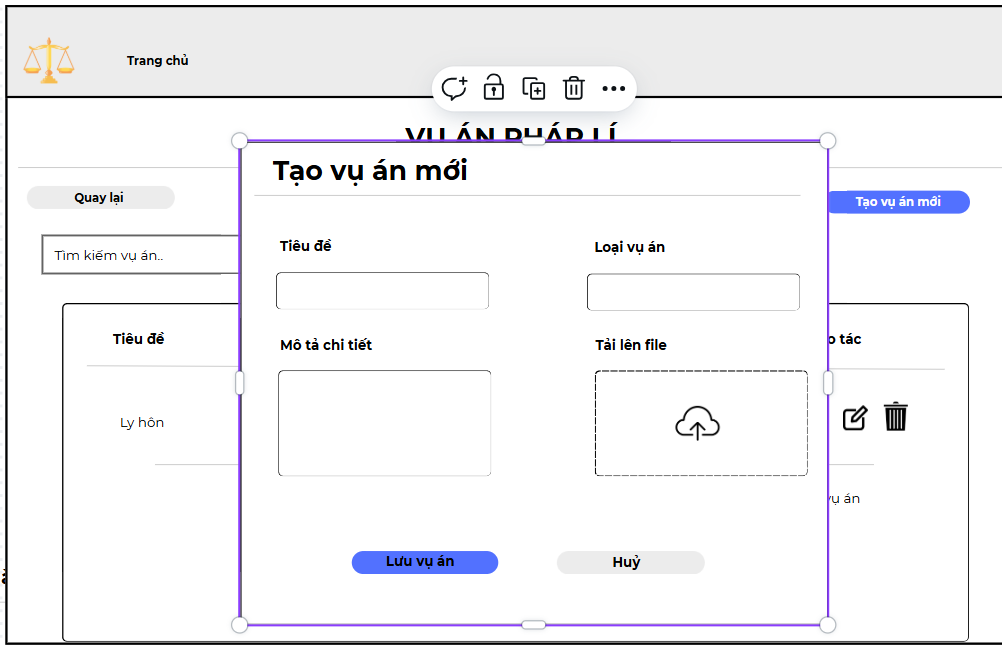 Trang chủ
VỤ ÁN PHÁP LÍ
Tạo vụ án mới
Quay lại
Tạo vụ án mới
Tiêu đề
Loại vụ án
Tìm kiếm vụ án..
Tiêu đề
Mô tả chi tiết
Tải lên file
o tác
Ly hôn
vụ án
Lưu vụ án
Huỷ